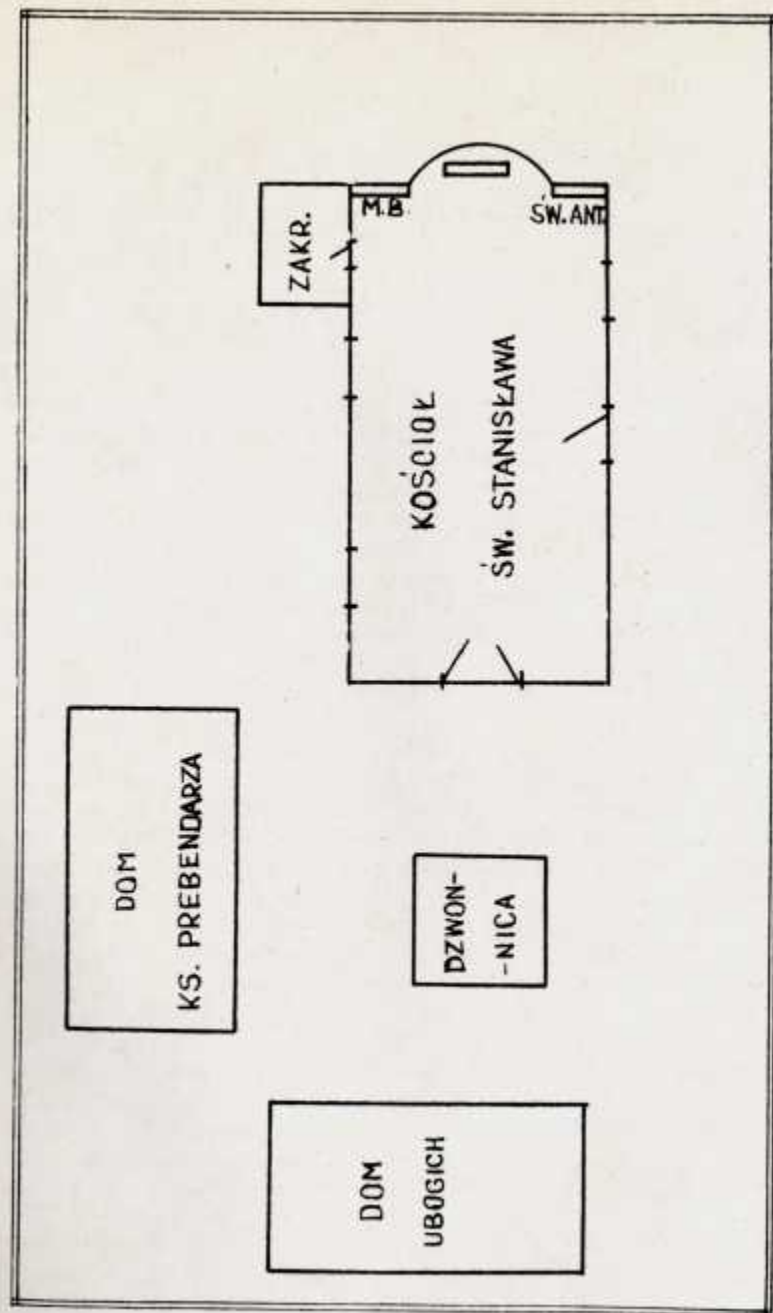 M.B.
ŚW. ANT.
ZAKR.
KOŚCIÓŁ
ŚW. STANISŁAWA
DOM
KS. PREBENDARZA
DZWON-
-NICA
DOM
UBOGICH